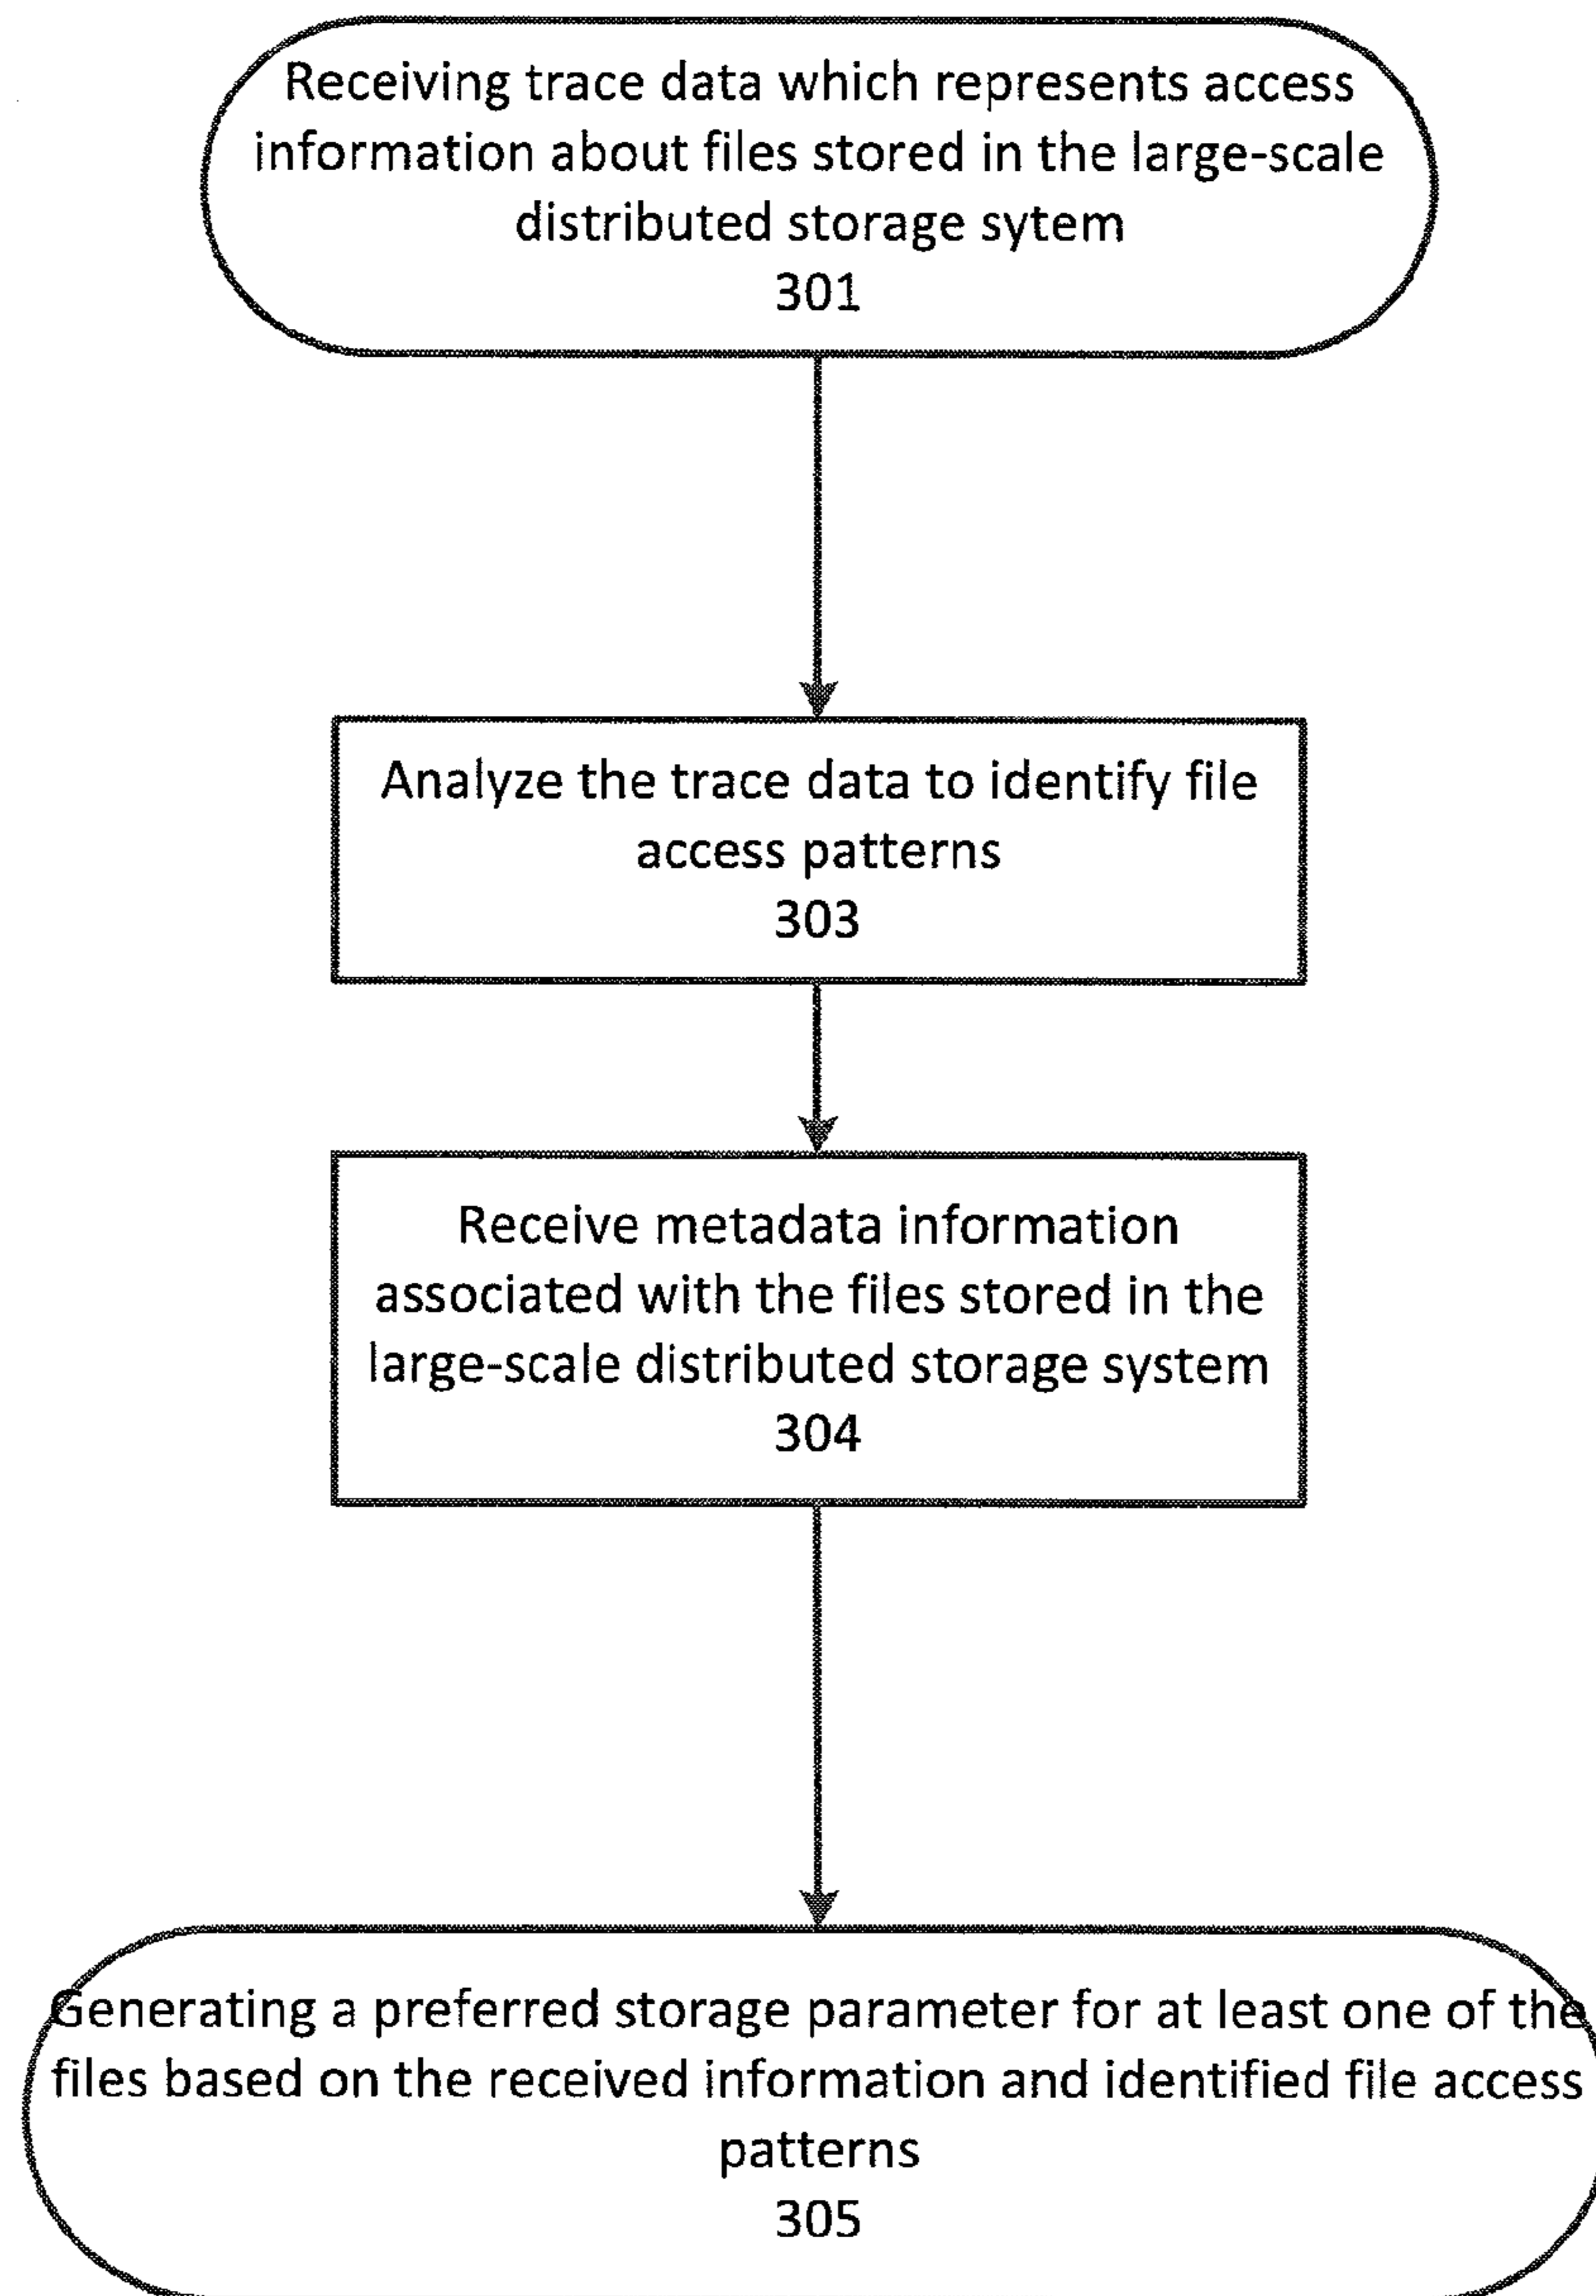 Receiving trace data which represents access
information about files stored in the large-scale
distributed storage sytem
301
Analyze the trace data to identify file
access patterns
303
Receive metadata information
associated with the files stored in the
large-scale distributed storage system
304
Generating a preferred storage parameter for at least one of the
files based on the received information and identified file access
patterns
305